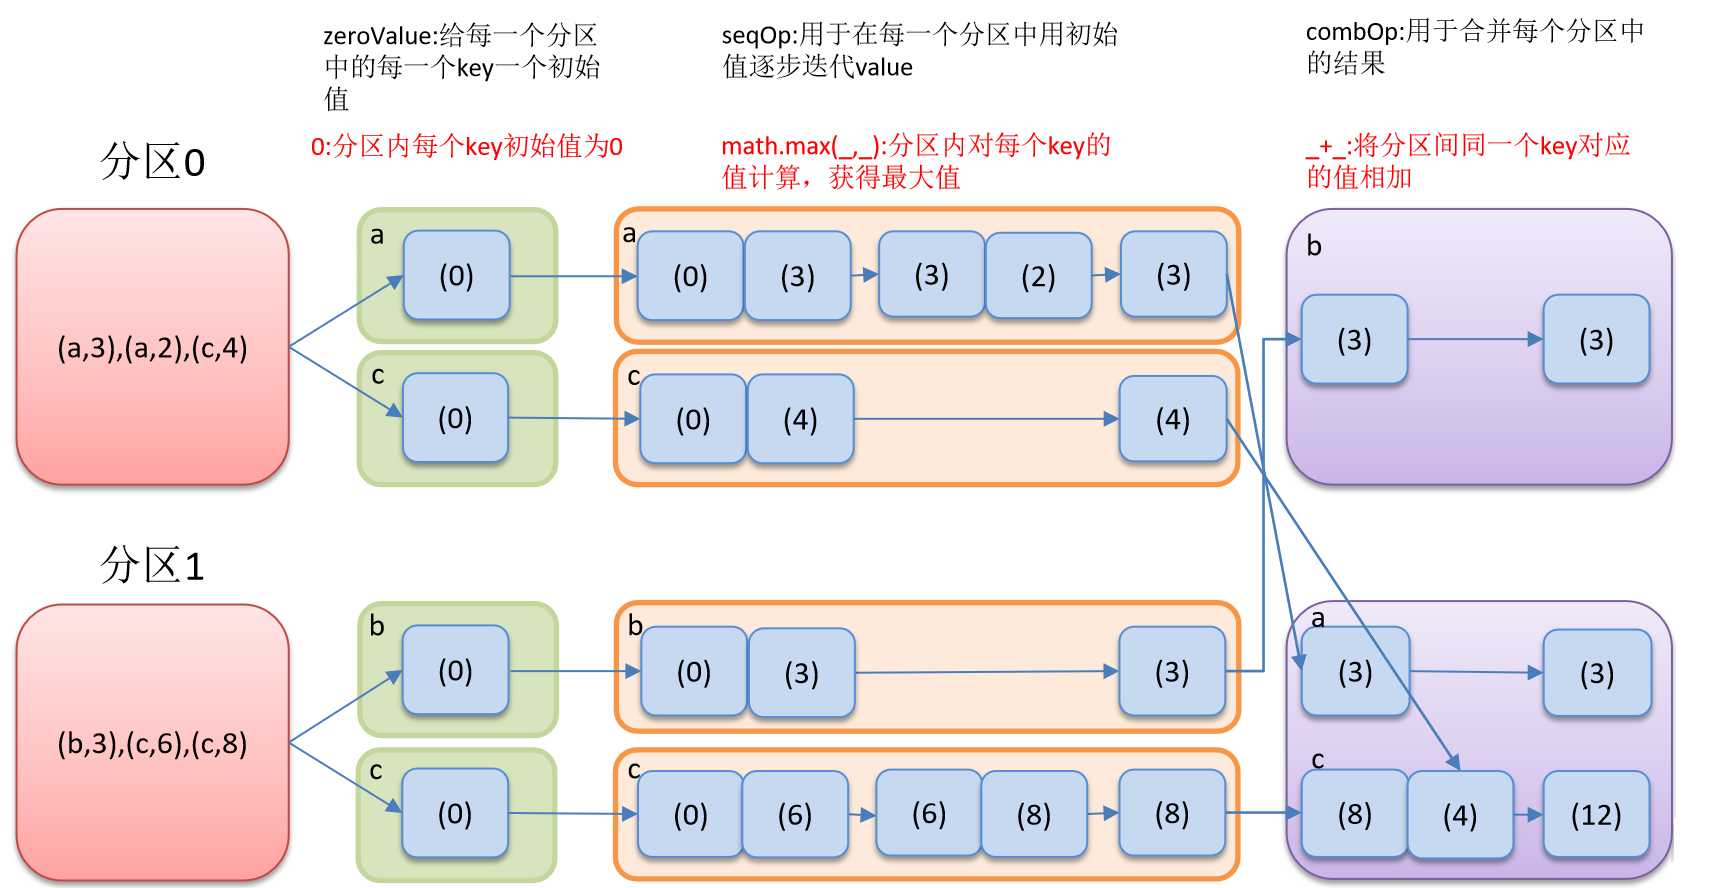 zeroValue:给每一个分区
中的每一个key一个初始
值
seqOp:用于在每一个分区中用初始
值逐步迭代value
combOp:用于合并每个分区中
的结果
0:分区内每个key初始值为0
math.max(_,_):分区内对每个key的
值计算，获得最大值
_+_:将分区间同一个key对应
的值相加
分区0
(a,3),(a,2),(c,4)
a
(0)
a
(0)
(3)
(3)
(2)
(3)
c
(0)
c
(0)
(4)
(4)
b
(3)
(3)
分区1
(b,3),(c,6),(c,8)
b
(0)
b
(0)
(3)
(3)
c
(0)
c
(0)
(6)
(6)
(8)
(8)
a
(3)
(3)
c
(8)
(4)
(12)